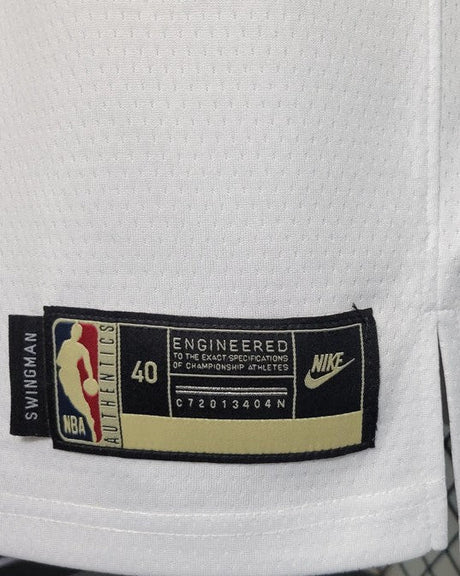 SWINGMAN
NBA
AUTHENTICS
40
ENGINEERED
TO THE EXACT SPECIFICATIONS
OF CHAMPIONSHIP ATHLETES
C72013404N
NIKE